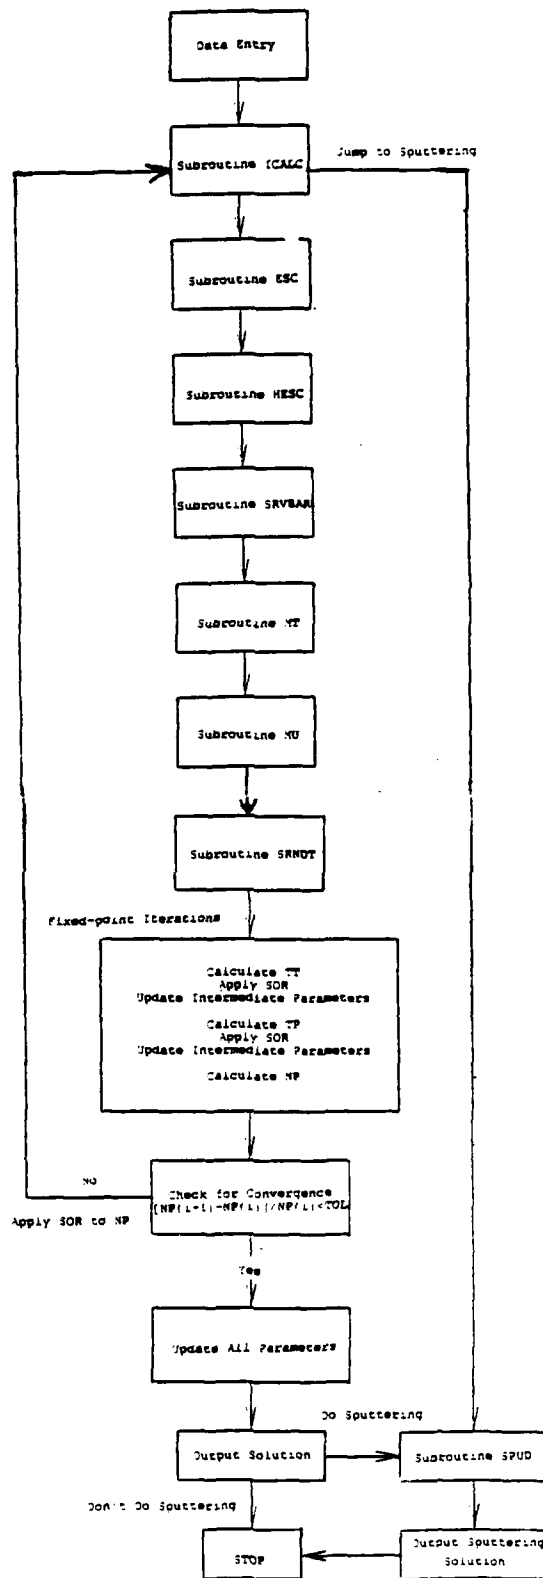 Data Entry
Subroutine ICALC
Jump to Sputtering
Subroutine ESC
Subroutine HESC
Subroutine SRVBAR
Subroutine
Subroutine
Subroutine SRNDT
Fixed-point Iterations
Calculate TT
Apply SOR
Update Intermediate Parameters
Calculate TP
Apply SOR
Update Intermediate Parameters
Calculate NP
NO
Check for Convergence
<TOL
Apply SOR to NP
Yes
Update All Parameters
Do Sputtering
Output Solution
Subroutine SPUD
Don't Do Sputtering
STOP
Output Sputtering
Solution